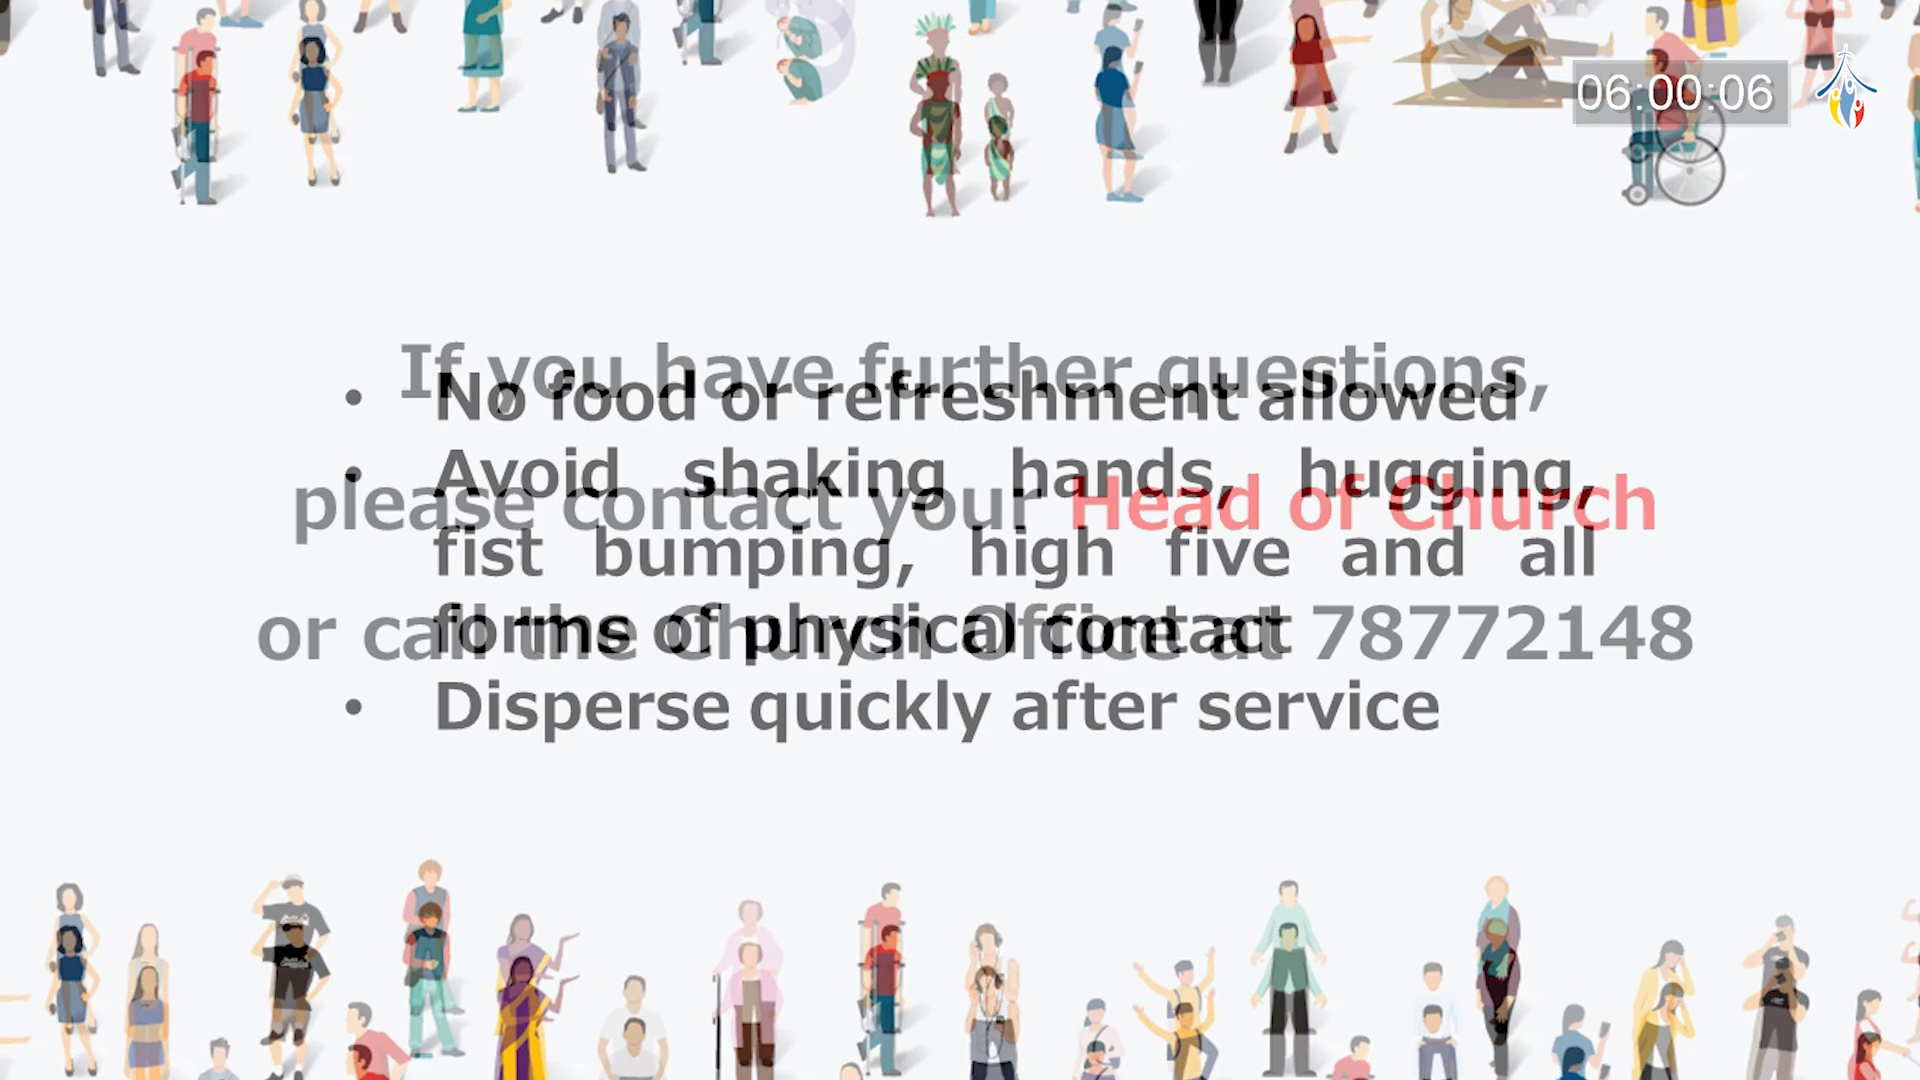 06:00:06
If you have further questions,
please contact your Head of Church
or call the Church Office at 78772148
• No food or refreshment allowed
• Avoid shaking hands, hugging,
fist bumping, high five and all
forms of physical contact
• Disperse quickly after service